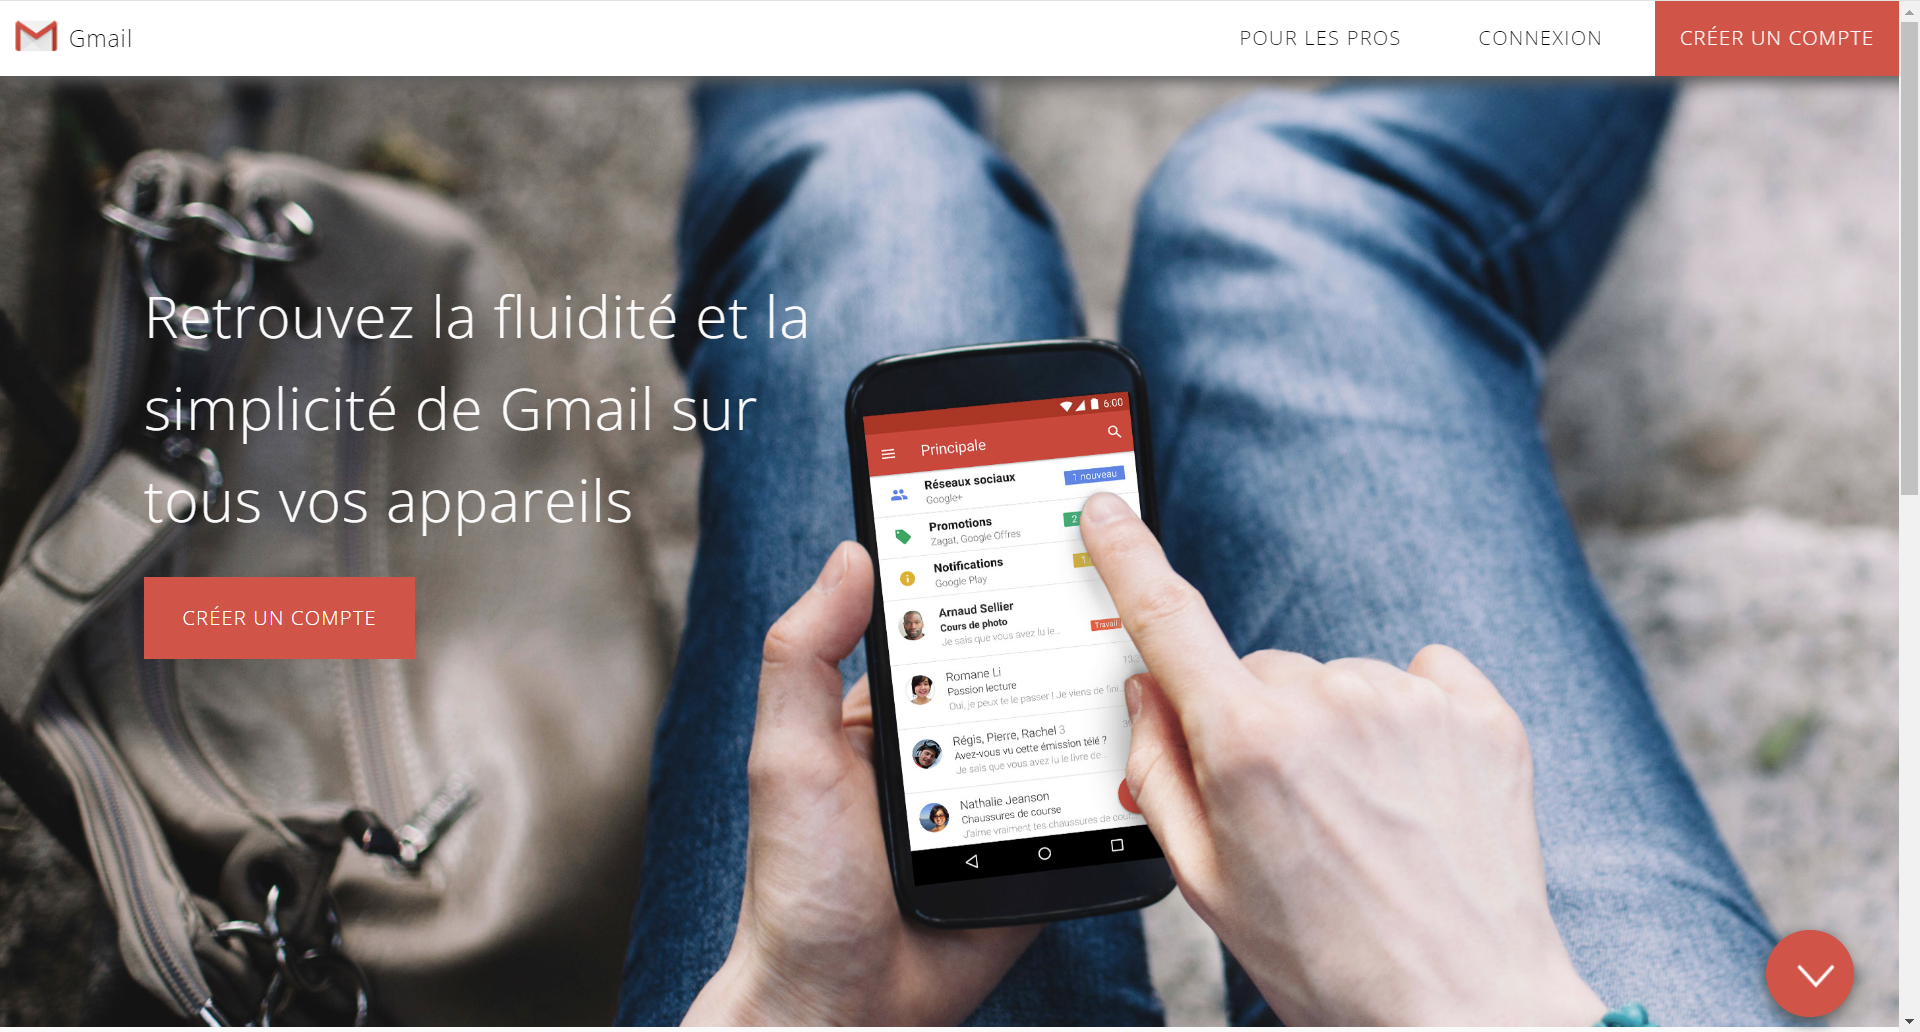 Gmail
POUR LES PROS
CONNEXION
CRÉER UN COMPTE
Retrouvez la fluidité et la
simplicité de Gmail sur
tous vos appareils
CRÉER UN COMPTE
6:00
Principale
Réseaux sociaux
1 nouveau
Google+
Promotions
2
Zagat, Google Offres
Notifications
1
Google Play
Arnaud Sellier
Cours de photo
Je sais que vous avez lu le...
Travail
Romane Li
Passion lecture
Oui, je peux te le passer ! Je viens de fini...
Régis, Pierre, Rachel 3
Avez-vous vu cette émission télé ?
Je sais que vous avez lu le livre de...
Nathalie Jeanson
Chaussures de course
J'aime vraiment tes chaussures de cou...